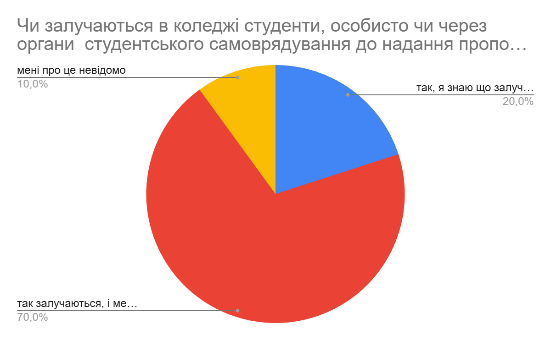 Чи залучаються в коледжі студенти, особисто чи через
органи студентського самоврядування до надання пропо…
мені про це невідомо
10,0%
так, я знаю що залуч…
20,0%
так залучаються, і ме…
70,0%